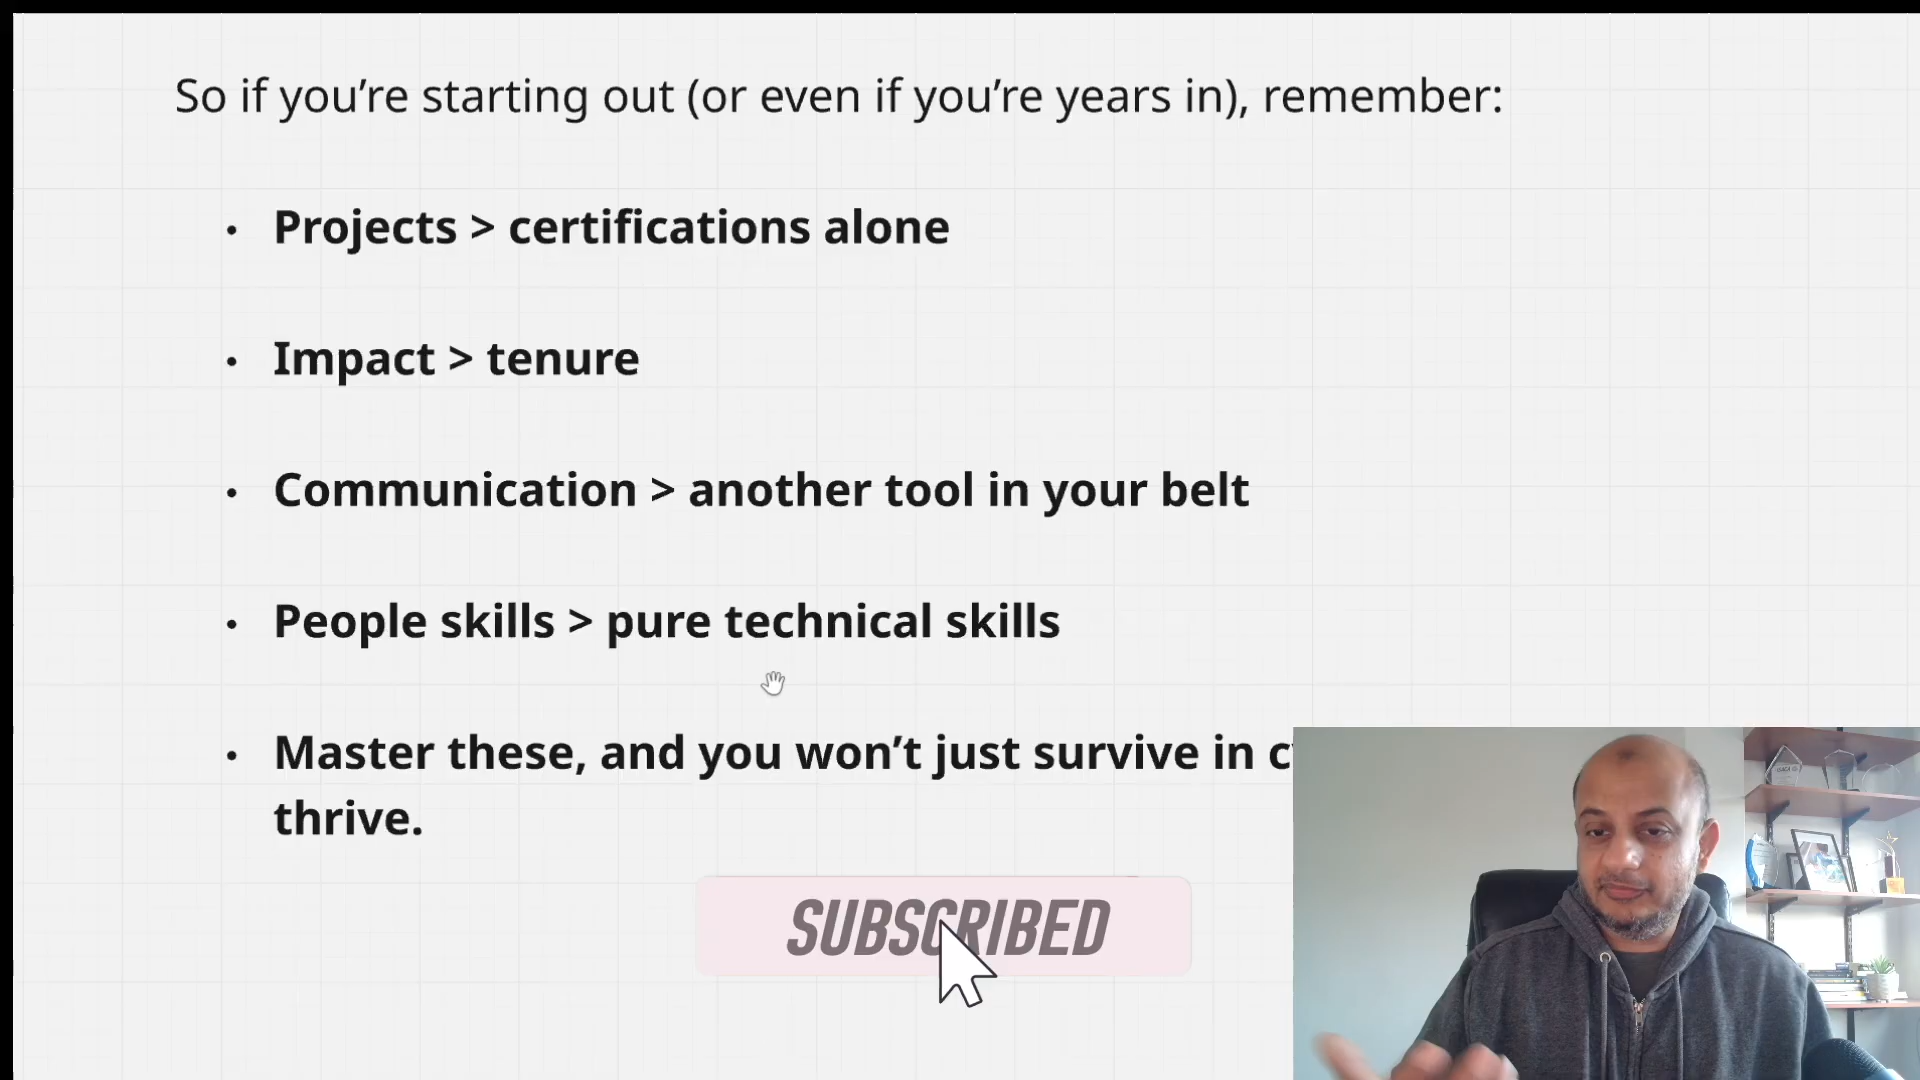 So if you’re starting out (or even if you’re years in), remember:
• Projects > certifications alone
• Impact > tenure
• Communication > another tool in your belt
• People skills > pure technical skills
• Master these, and you won’t just survive in
thrive.
SUBSCRIBED